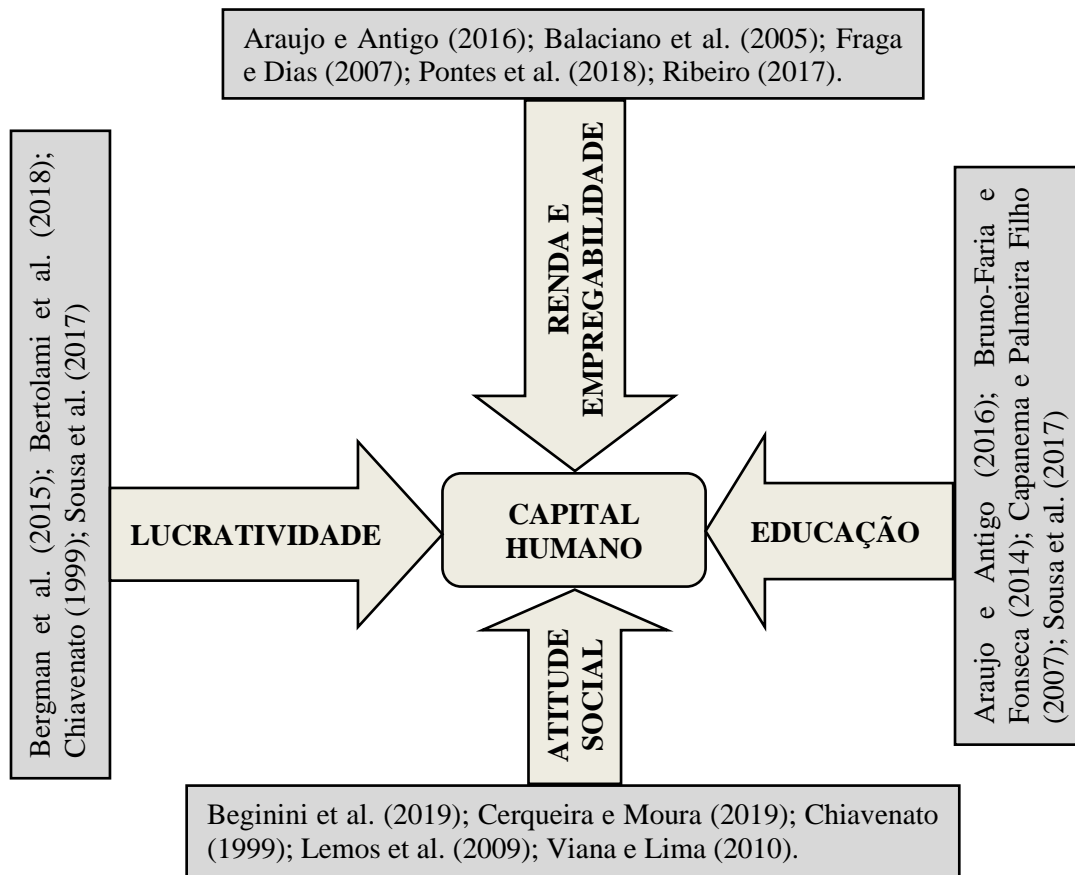 Araujo e Antigo (2016); Balaciano et al. (2005); Fraga
e Dias (2007); Pontes et al. (2018); Ribeiro (2017).
RENDA E
EMPREGABILIDADE
Bergman et al. (2015); Bertolami et al. (2018);
Chiavenato (1999); Sousa et al. (2017)
LUCRATIVIDADE
CAPITAL
HUMANO
EDUCAÇÃO
Araujo e Antigo (2016); Bruno-Faria e
Fonseca (2014); Capanema e Palmeira Filho
(2007); Sousa et al. (2017)
ATITUDE
SOCIAL
Beginini et al. (2019); Cerqueira e Moura (2019); Chiavenato
(1999); Lemos et al. (2009); Viana e Lima (2010).